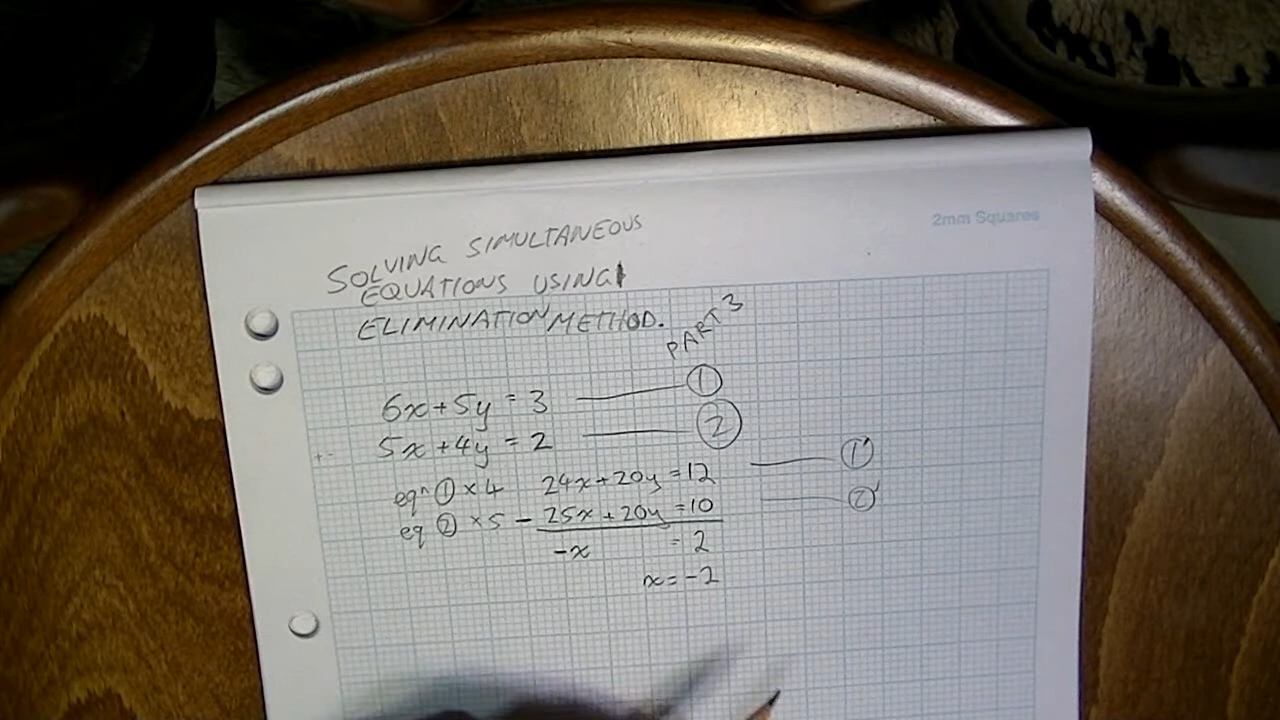 2mm Squares
SOLVING SIMULTANEOUS
EQUATIONS USING
ELIMINATION METHOD.
PART 3
6x+5y = 3 ①
5x+4y = 2 ②
eqⁿ ① × 4 24x+20y = 12 ①'
eq ② × 5 − 25x+20y = 10 ②'
-x = 2
x = -2